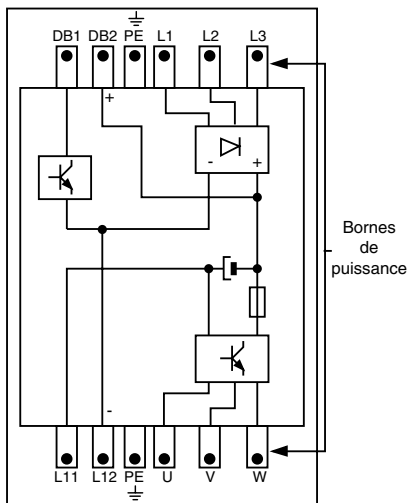 DB1 DB2 PE L1 L2 L3
+
- +
Bornes
de
puissance
-
L11 L12 PE U V W